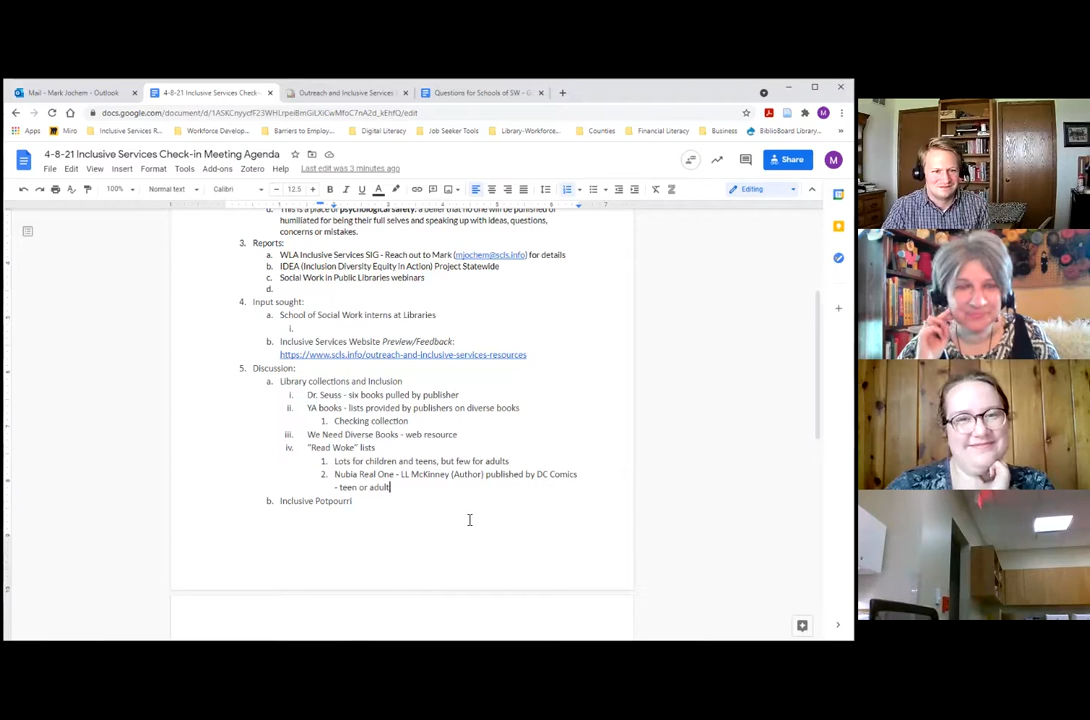 Mail - Mark Jochem - Outlook
4-8-21 Inclusive Services Check-
Outreach and Inclusive Services
Questions for Schools of SW - G
Apps
Miro
Inclusive Services R...
Workforce Develop...
Barriers to Employ...
Digital Literacy
Job Seeker Tools
Library-Workforce...
Counties
Financial Literacy
Business
BiblioBoard Library...
4-8-21 Inclusive Services Check-in Meeting Agenda
Share
M
File Edit View Insert Format Tools Add-ons Zotero Help Last edit was 3 minutes ago
100% Normal text Calibri 12.5 Editing
This is a place of psychological safety: a belief that no one will be punished or
humiliated for being their full selves and speaking up with ideas, questions,
concerns or mistakes.
3. Reports:
a. WLA Inclusive Services SIG - Reach out to Mark (mjochem@scls.info) for details
b. IDEA (Inclusion Diversity Equity in Action) Project Statewide
c. Social Work in Public Libraries webinars
d.
4. Input sought:
a. School of Social Work interns at Libraries
i.
b. Inclusive Services Website Preview/Feedback:
https://www.scls.info/outreach-and-inclusive-services-resources
5. Discussion:
a. Library collections and Inclusion
i. Dr. Seuss - six books pulled by publisher
ii. YA books - lists provided by publishers on diverse books
1. Checking collection
iii. We Need Diverse Books - web resource
iv. "Read Woke" lists
1. Lots for children and teens, but few for adults
2. Nubia Real One - LL McKinney (Author) published by DC Comics
- teen or adult
b. Inclusive Potpourri